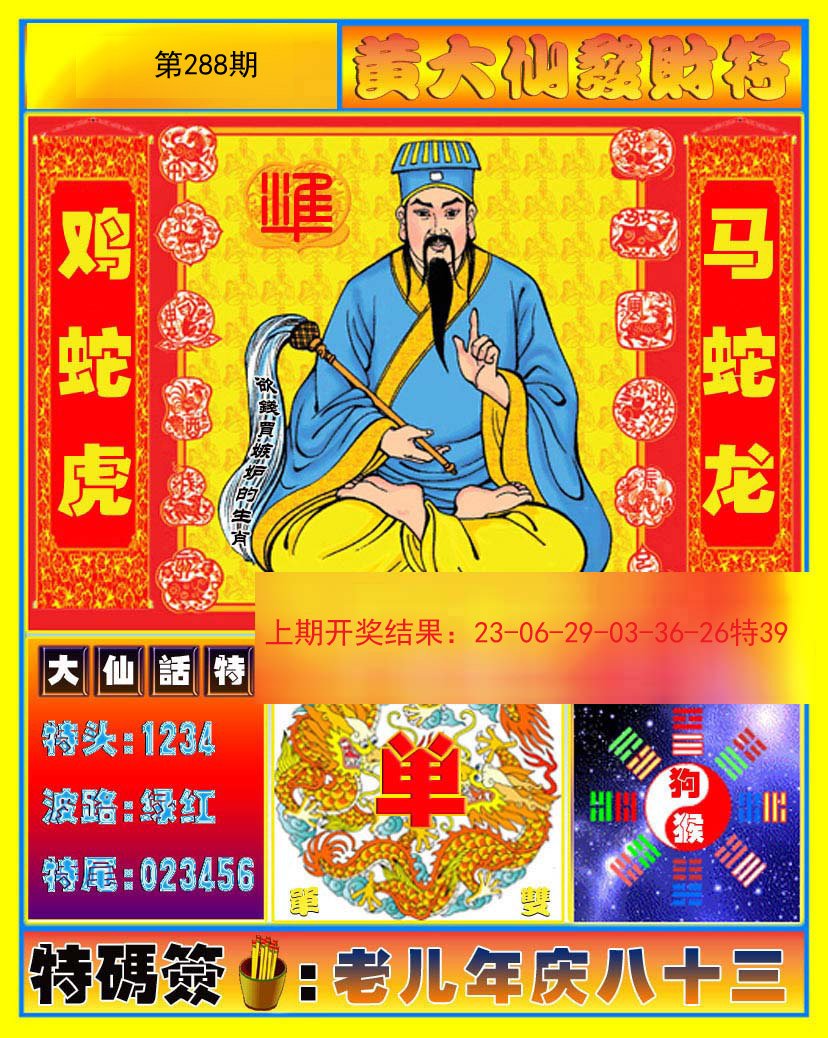 第288期
黄大仙發財符
鸡蛇虎
马蛇龙
欲錢買嫉妒的生肖
上期开奖结果：23-06-29-03-36-26特39
大仙話特
特头:1234
波路:绿红
特尾:023456
单
單 雙
狗
猴
特碼簽:老儿年庆八十三